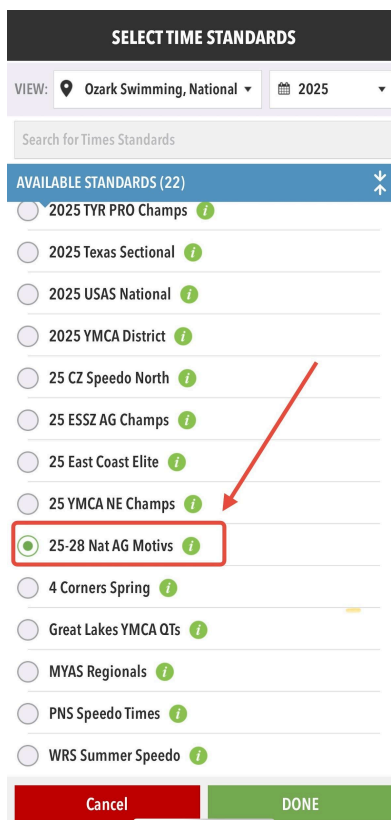 SELECT TIME STANDARDS
VIEW: Ozark Swimming, National 2025
Search for Times Standards
AVAILABLE STANDARDS (22)
2025 TYR PRO Champs i
2025 Texas Sectional i
2025 USAS National i
2025 YMCA District i
25 CZ Speedo North i
25 ESSZ AG Champs i
25 East Coast Elite i
25 YMCA NE Champs i
25-28 Nat AG Motivs i
4 Corners Spring i
Great Lakes YMCA QTs i
MYAS Regionals i
PNS Speedo Times i
WRS Summer Speedo i
Cancel DONE